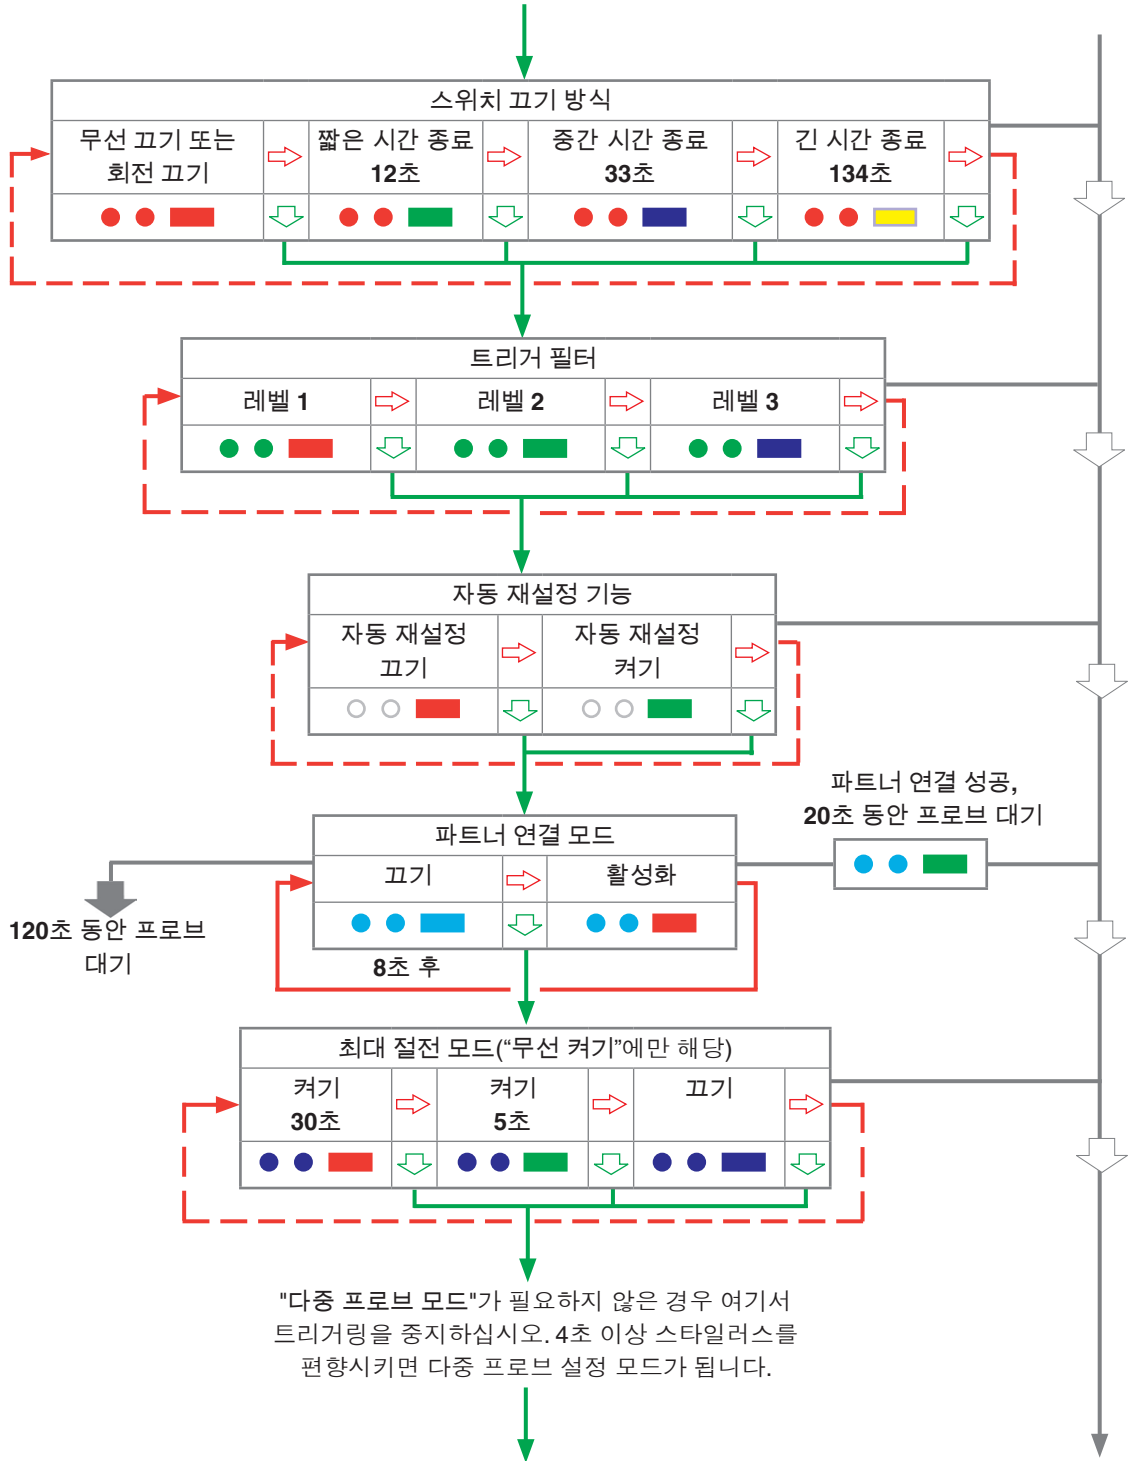 스위치 끄기 방식
무선 끄기 또는
회전 끄기
짧은 시간 종료
12초
중간 시간 종료
33초
긴 시간 종료
134초
트리거 필터
레벨 1
레벨 2
레벨 3
자동 재설정 기능
자동 재설정
끄기
자동 재설정
켜기
파트너 연결 성공,
20초 동안 프로브 대기
파트너 연결 모드
끄기
활성화
120초 동안 프로브
대기
8초 후
최대 절전 모드(“무선 켜기”에만 해당)
켜기
30초
켜기
5초
끄기
"다중 프로브 모드"가 필요하지 않은 경우 여기서
트리거링을 중지하십시오. 4초 이상 스타일러스를
편향시키면 다중 프로브 설정 모드가 됩니다.